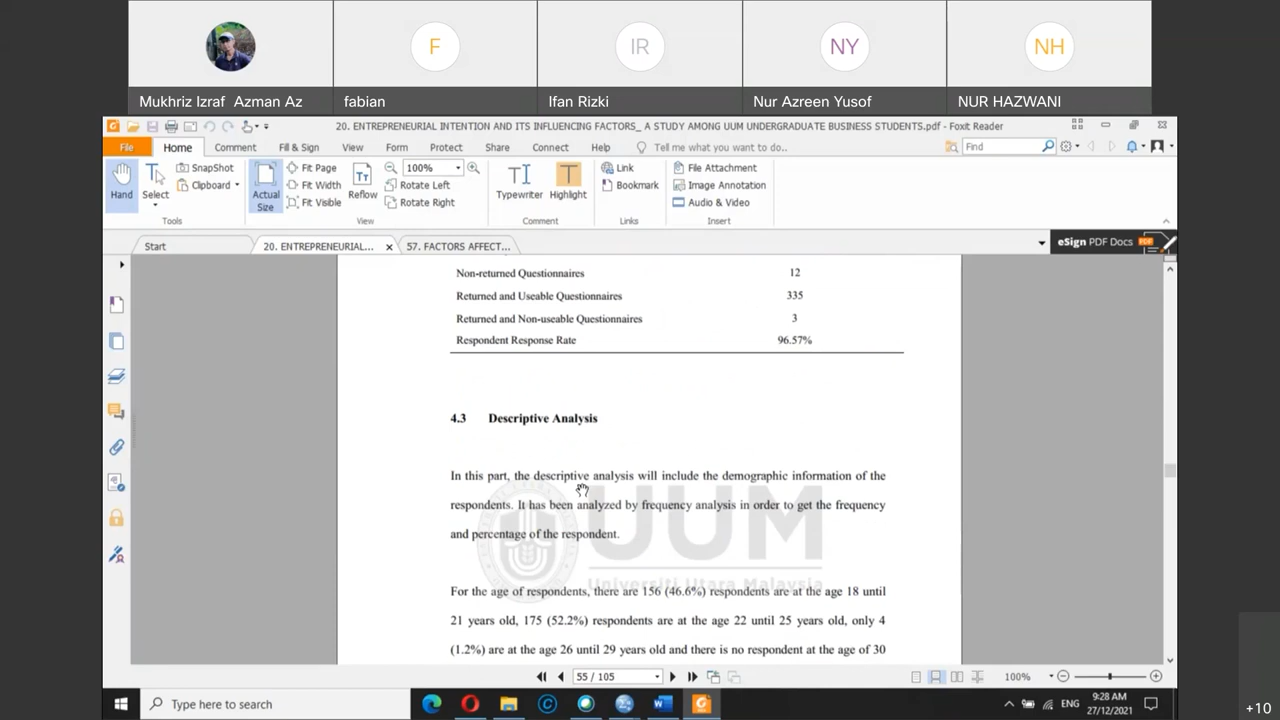 F
IR
NY
NH
Mukhriz Izraf Azman Az
fabian
Ifan Rizki
Nur Azreen Yusof
NUR HAZWANI
20. ENTREPRENEURIAL INTENTION AND ITS INFLUENCING FACTORS_ A STUDY AMONG UUM UNDERGRADUATE BUSINESS STUDENTS.pdf - Foxit Reader
File Home Comment Fill & Sign View Form Protect Share Connect Help Tell me what you want to do.. Find
Hand
Select
SnapShot
Clipboard
Tools
Actual Size
Fit Page
Fit Width
Fit Visible
Reflow
100%
Rotate Left
Rotate Right
View
Typewriter
Highlight
Comment
Link
Bookmark
Links
File Attachment
Image Annotation
Audio & Video
Insert
Start
20. ENTREPRENEURIAL...
57. FACTORS AFFECT...
eSign PDF Docs
PDF
Non-returned Questionnaires 12
Returned and Useable Questionnaires 335
Returned and Non-useable Questionnaires 3
Respondent Response Rate 96.57%
4.3 Descriptive Analysis
In this part, the descriptive analysis will include the demographic information of the
respondents. It has been analyzed by frequency analysis in order to get the frequency
and percentage of the respondent.
UUM
Universiti Utara Malaysia
For the age of respondents, there are 156 (46.6%) respondents are at the age 18 until
21 years old, 175 (52.2%) respondents are at the age 22 until 25 years old, only 4
(1.2%) are at the age 26 until 29 years old and there is no respondent at the age of 30
55 / 105
100%
Type here to search
ENG
9:28 AM
27/12/2021
+10